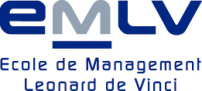 eMLV
Ecole de Management
Leonard de Vinci